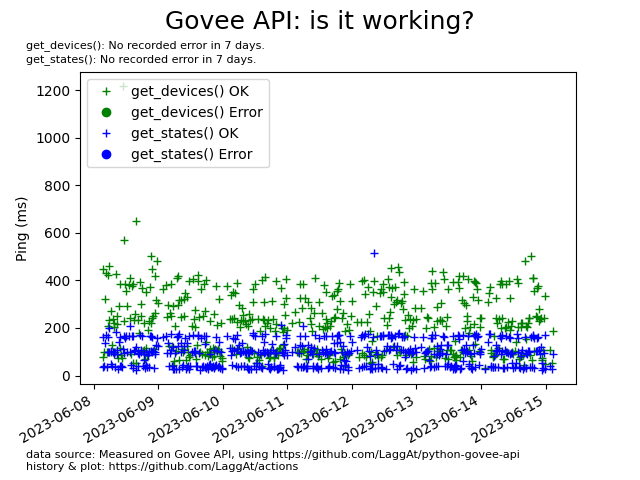 Govee API: is it working?
get_devices(): No recorded error in 7 days.
get_states(): No recorded error in 7 days.
get_devices() OK
get_devices() Error
get_states() OK
get_states() Error
Ping (ms)
1200
1000
800
600
400
200
0
2023-06-08
2023-06-09
2023-06-10
2023-06-11
2023-06-12
2023-06-13
2023-06-14
2023-06-15
data source: Measured on Govee API, using https://github.com/LaggAt/python-govee-api
history & plot: https://github.com/LaggAt/actions